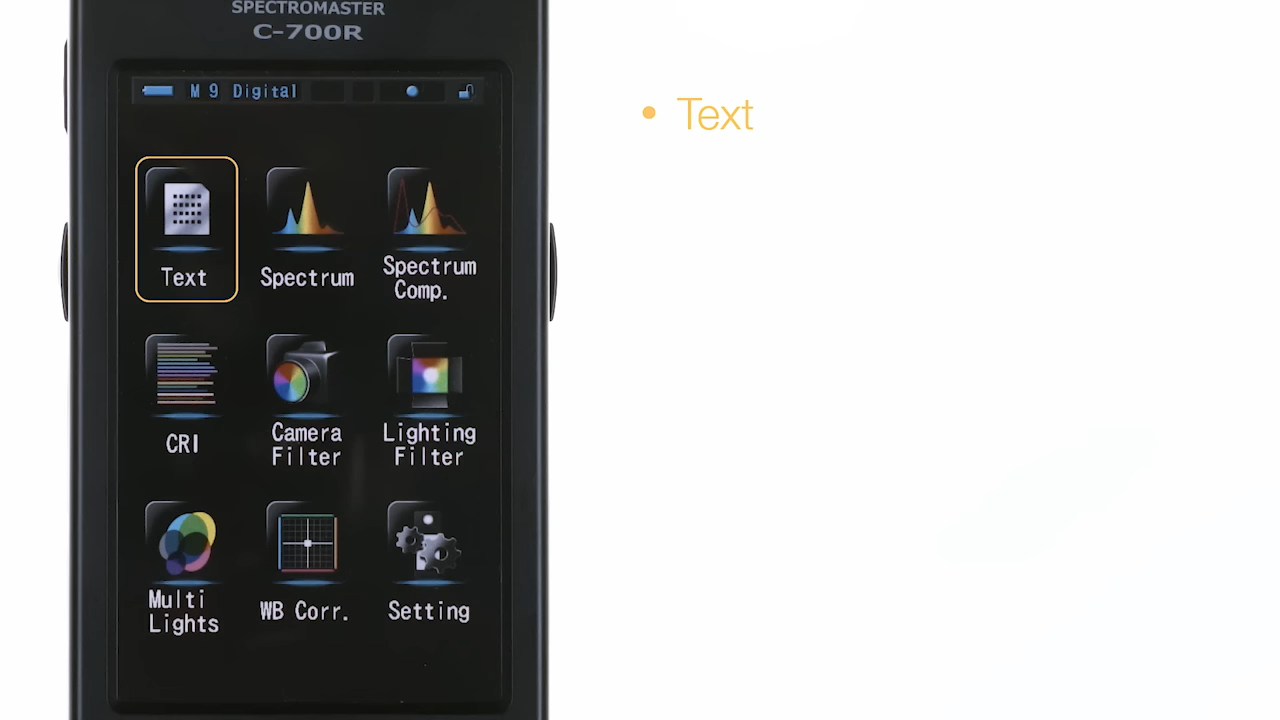 SPECTROMASTER
C-700R
M 9 Digital
• Text
Text
Spectrum
Spectrum
Comp.
CRI
Camera
Filter
Lighting
Filter
Multi
Lights
WB Corr.
Setting